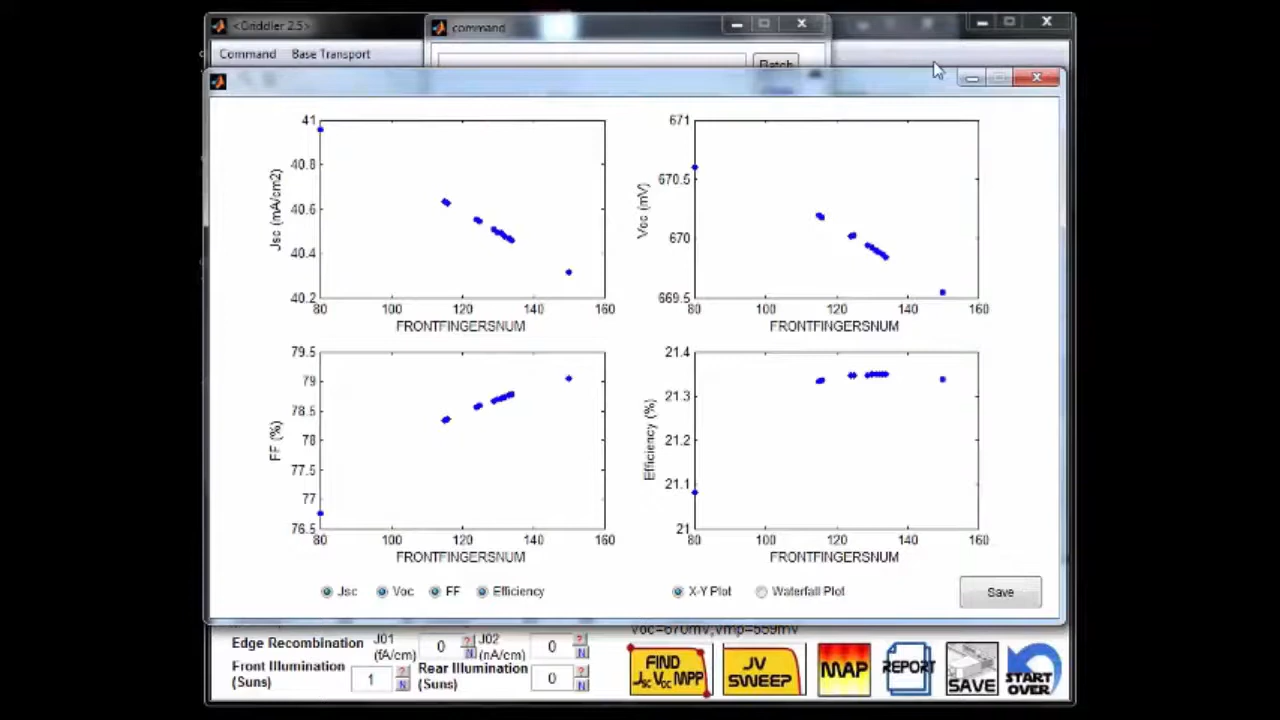 <Griddler 2.5>
command
Command Base Transport
Batch
41
40.8
40.6
40.4
40.2
Jsc (mA/cm2)
80 100 120 140 160
FRONTFINGERSNUM
671
670.5
670
669.5
Voc (mV)
80 100 120 140 160
FRONTFINGERSNUM
79.5
79
78.5
78
77.5
77
76.5
FF (%)
80 100 120 140 160
FRONTFINGERSNUM
21.4
21.3
21.2
21.1
21
Efficiency (%)
80 100 120 140 160
FRONTFINGERSNUM
Jsc Voc FF Efficiency X-Y Plot Waterfall Plot Save
Voc=670mV,Vmp=559mV
Edge Recombination J01 (fA/cm) 0 ? N J02 (nA/cm) 0 ? N
Front Illumination (Suns) 1 ? N Rear Illumination (Suns) 0 ? N
FIND Jsc Voc MPP
JV SWEEP
MAP
REPORT
SAVE
START OVER